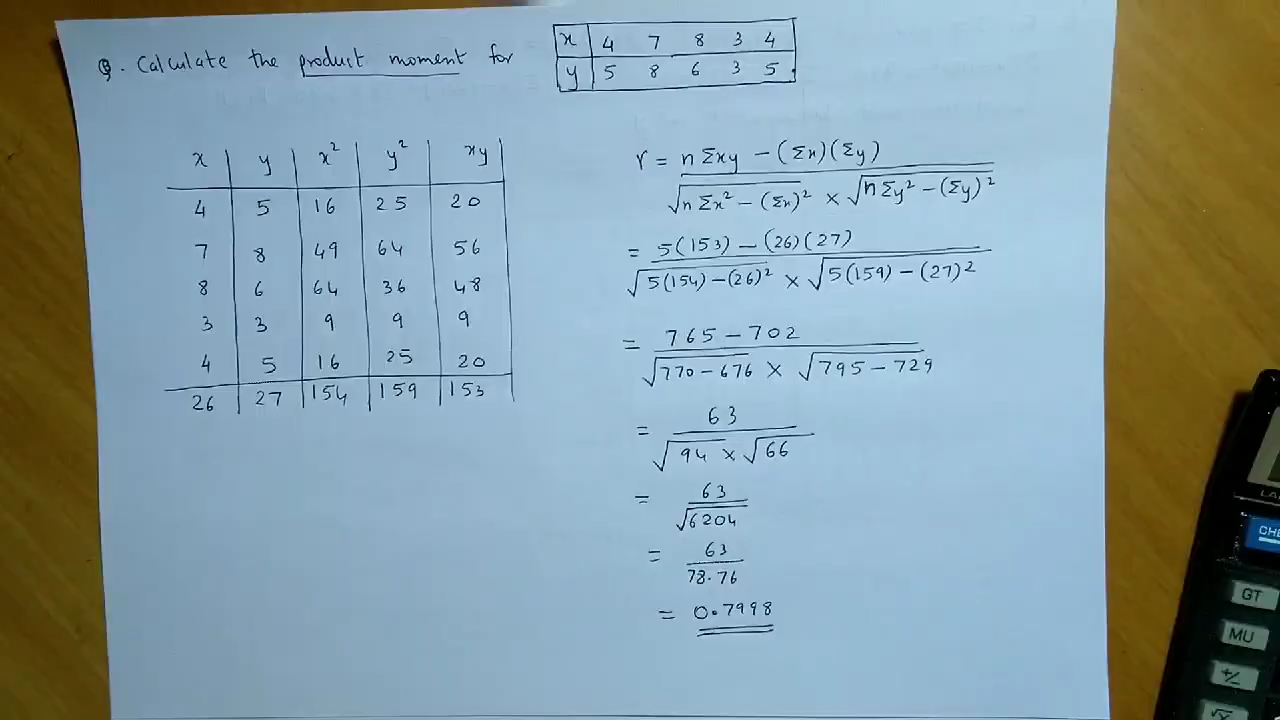 Q. Calculate the product moment for
x 4 7 8 3 4
y 5 8 6 3 5
x y x² y² xy
4 5 16 25 20
7 8 49 64 56
8 6 64 36 48
3 3 9 9 9
4 5 16 25 20
26 27 154 159 153
r = nΣxy − (Σx)(Σy)
√nΣx² − (Σx)² × √nΣy² − (Σy)²
= 5(153) − (26)(27)
√5(154) − (26)² × √5(159) − (27)²
= 765 − 702
√770 − 676 × √795 − 729
= 63
√94 × √66
= 63
√6204
= 63
78.76
= 0.7998
GT
MU
+/-
√x